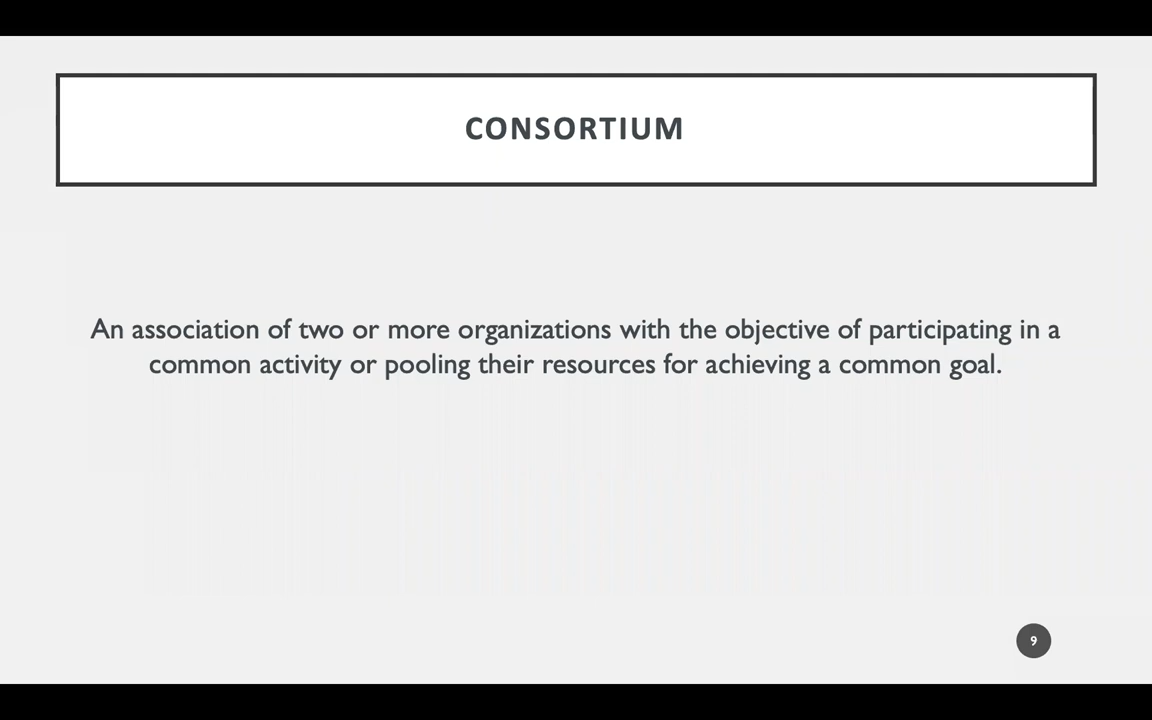 CONSORTIUM
An association of two or more organizations with the objective of participating in a
common activity or pooling their resources for achieving a common goal.
9